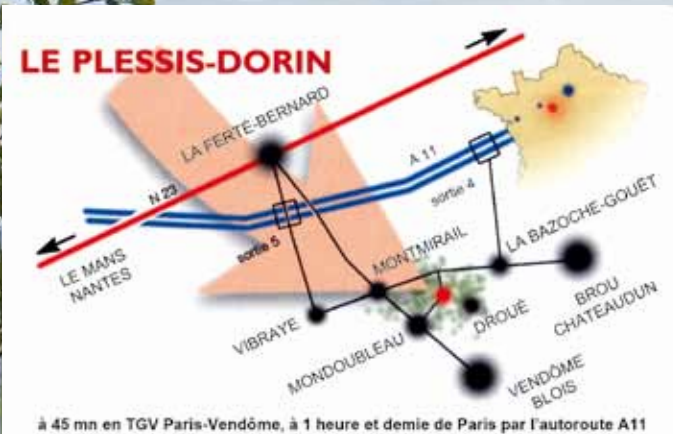 LE PLESSIS-DORIN
LA FERTÉ-BERNARD
N 23
A 11
sortie 4
sortie 5
LE MANS
NANTES
MONTMIRAIL
LA BAZOCHE-GOUËT
VIBRAYE
MONDOUBLEAU
DROUÉ
BROU
CHATEAUDUN
VENDÔME
BLOIS
à 45 mn en TGV Paris-Vendôme, à 1 heure et demie de Paris par l'autoroute A11